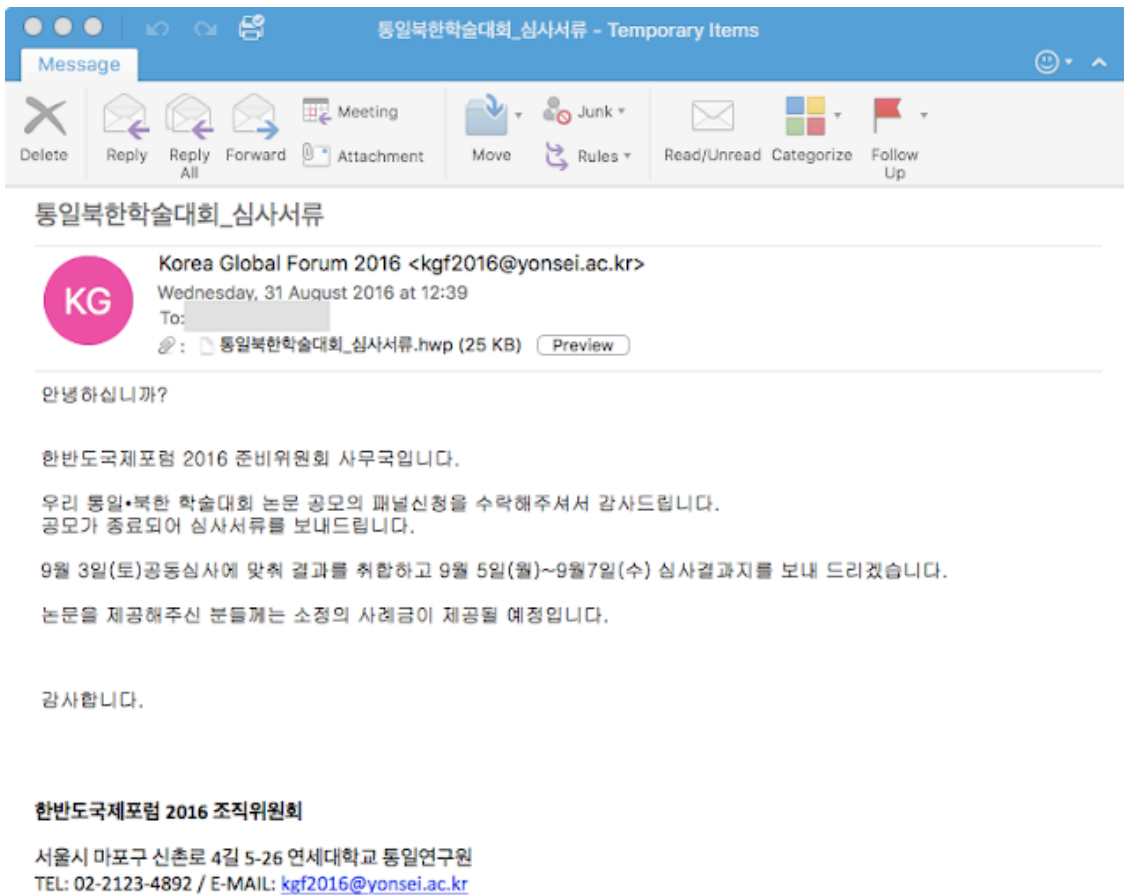 통일북한학술대회_심사서류 – Temporary Items
Message
Delete
Reply
Reply All
Forward
Meeting
Attachment
Move
Junk
Rules
Read/Unread
Categorize
Follow Up
통일북한학술대회_심사서류
KG
Korea Global Forum 2016 <kgf2016@yonsei.ac.kr>
Wednesday, 31 August 2016 at 12:39
To:
: 통일북한학술대회_심사서류.hwp (25 KB) Preview
안녕하십니까?
한반도국제포럼 2016 준비위원회 사무국입니다.
우리 통일•북한 학술대회 논문 공모의 패널신청을 수락해주셔서 감사드립니다.
공모가 종료되어 심사서류를 보내드립니다.
9월 3일(토)공동심사에 맞춰 결과를 취합하고 9월 5일(월)~9월7일(수) 심사결과지를 보내 드리겠습니다.
논문을 제공해주신 분들께는 소정의 사례금이 제공될 예정입니다.
감사합니다.
한반도국제포럼 2016 조직위원회
서울시 마포구 신촌로 4길 5-26 연세대학교 통일연구원
TEL: 02-2123-4892 / E-MAIL: kgf2016@yonsei.ac.kr